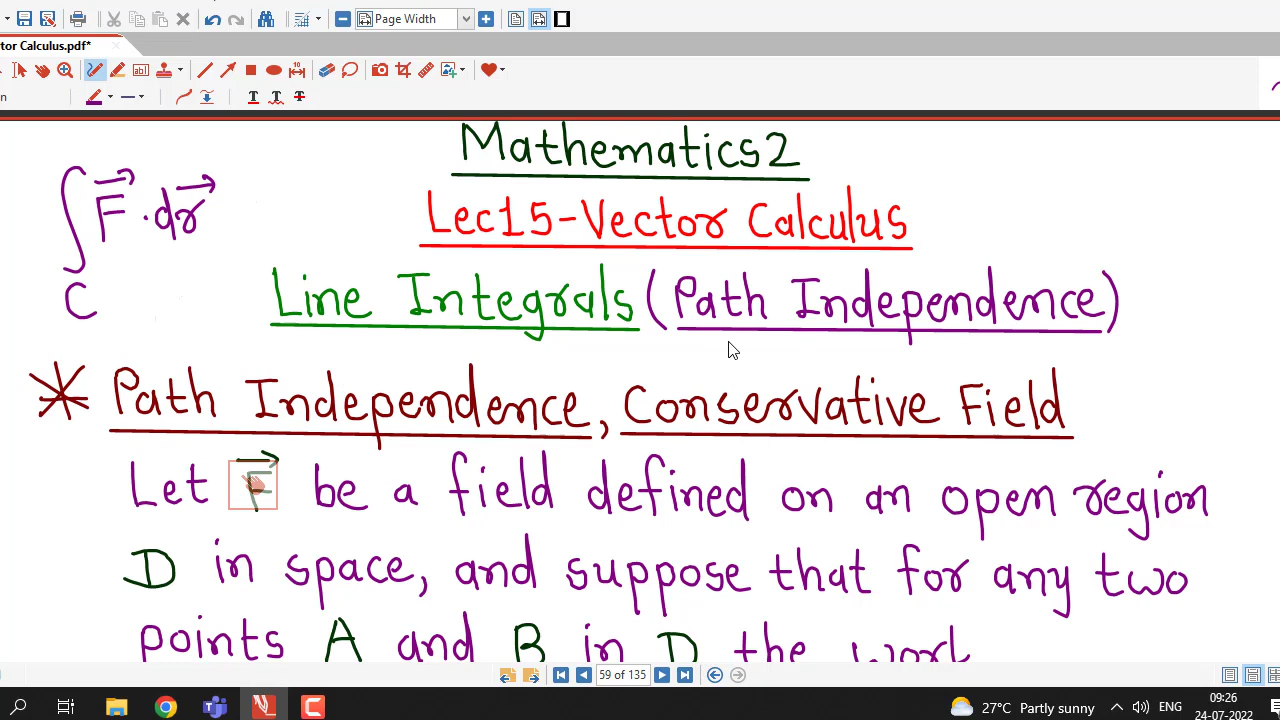 Page Width
tor Calculus.pdf*
Mathematics2
∫ F⃗ · dr⃗
C
Lec15-Vector Calculus
Line Integrals (Path Independence)
* Path Independence, Conservative Field
Let F⃗ be a field defined on an open region
D in space, and suppose that for any two
points A and B in D the work
59 of 135
09:26
27°C Partly sunny ENG
24-07-2022